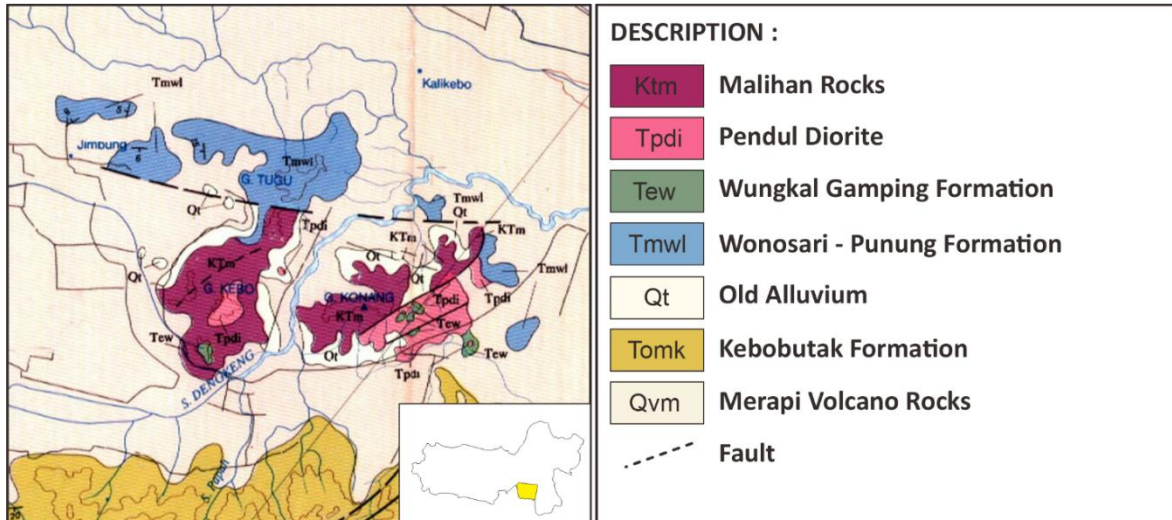 Tmwl
Kalikebo
Jimbung
6
Tmwl
G. TUGU
Qt
Tmwl
Qt
Tpdi
KTm
KTm
KTm
Qt
Qt
Tmwl
G. KEBO
Qt
G. KONANG
Tpdi
Tpdi
KTm
Tew
Tpdi
Tew
Qt
Tew
Tpdi
S. DENGKENG
20
DESCRIPTION :
Ktm Malihan Rocks
Tpdi Pendul Diorite
Tew Wungkal Gamping Formation
Tmwl Wonosari - Punung Formation
Qt Old Alluvium
Tomk Kebobutak Formation
Qvm Merapi Volcano Rocks
Fault